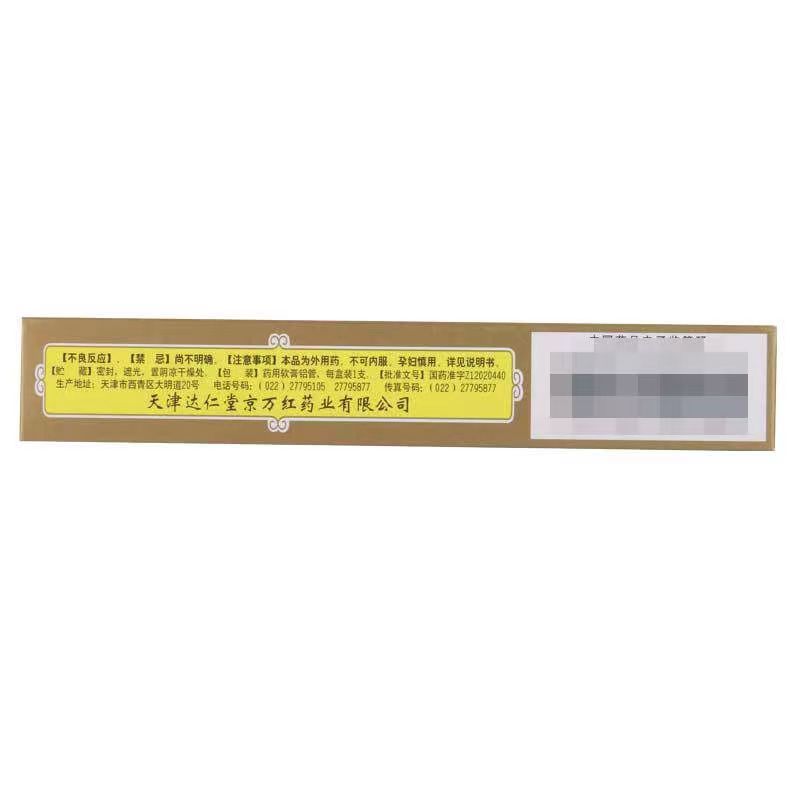 【不良反应】、【禁 忌】尚不明确。【注意事项】本品为外用药，不可内服，孕妇慎用，详见说明书。
【贮 藏】密封，遮光，置阴凉干燥处。【包 装】药用软膏铝管，每盒装1支。【批准文号】国药准字Z12020440
生产地址：天津市西青区大明道20号 电话号码：(022) 27795105 27795877 传真号码：(022) 27795877
天津达仁堂京万红药业有限公司